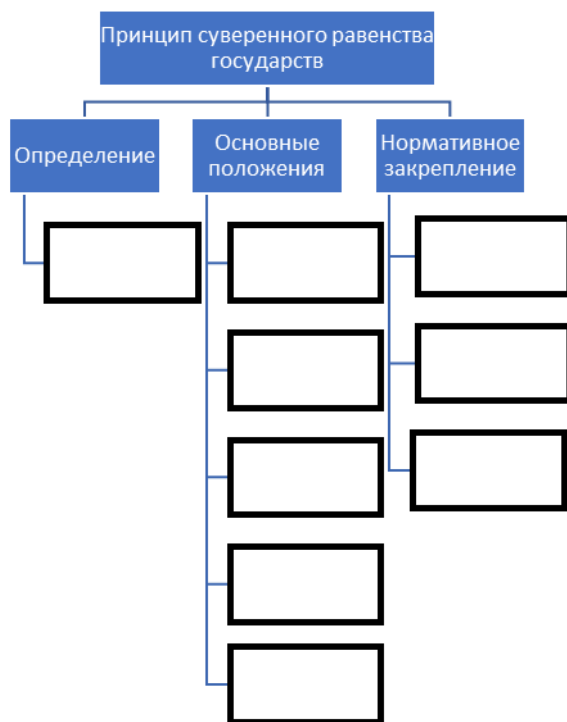 Принцип суверенного равенства
государств
Определение
Основные
положения
Нормативное
закрепление